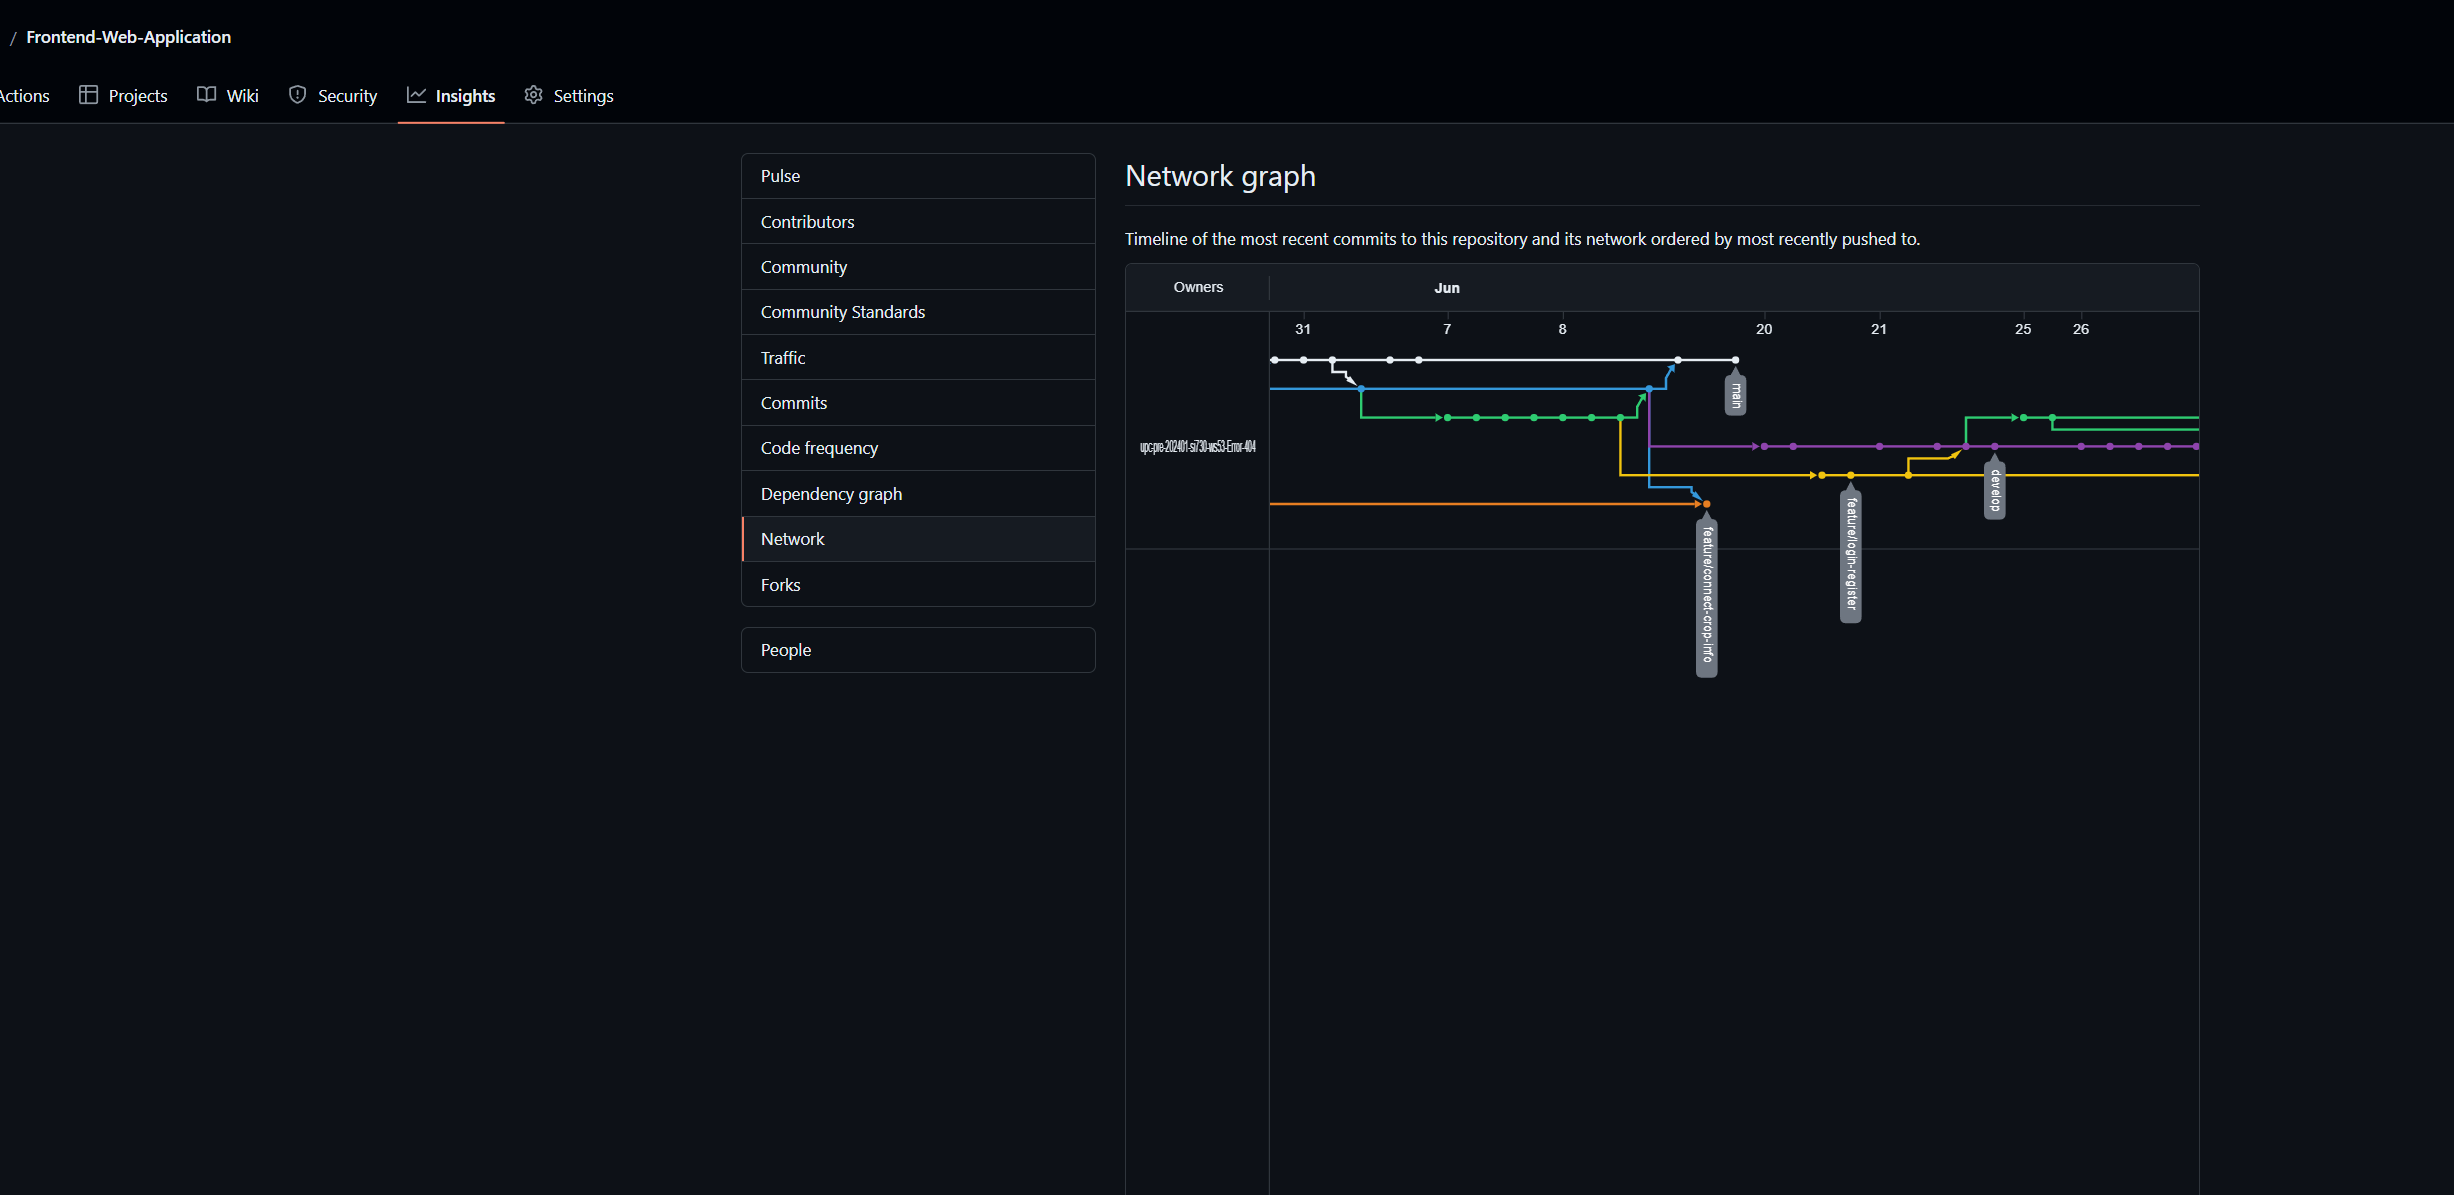 / Frontend-Web-Application
Actions Projects Wiki Security Insights Settings
Pulse
Contributors
Community
Community Standards
Traffic
Commits
Code frequency
Dependency graph
Network
Forks
People
Network graph
Timeline of the most recent commits to this repository and its network ordered by most recently pushed to.
Owners Jun
31 7 8 20 21 25 26
upc-pre-202401-si730-ws53-Error-404
main
develop
feature/login-register
feature/connect-crop-info